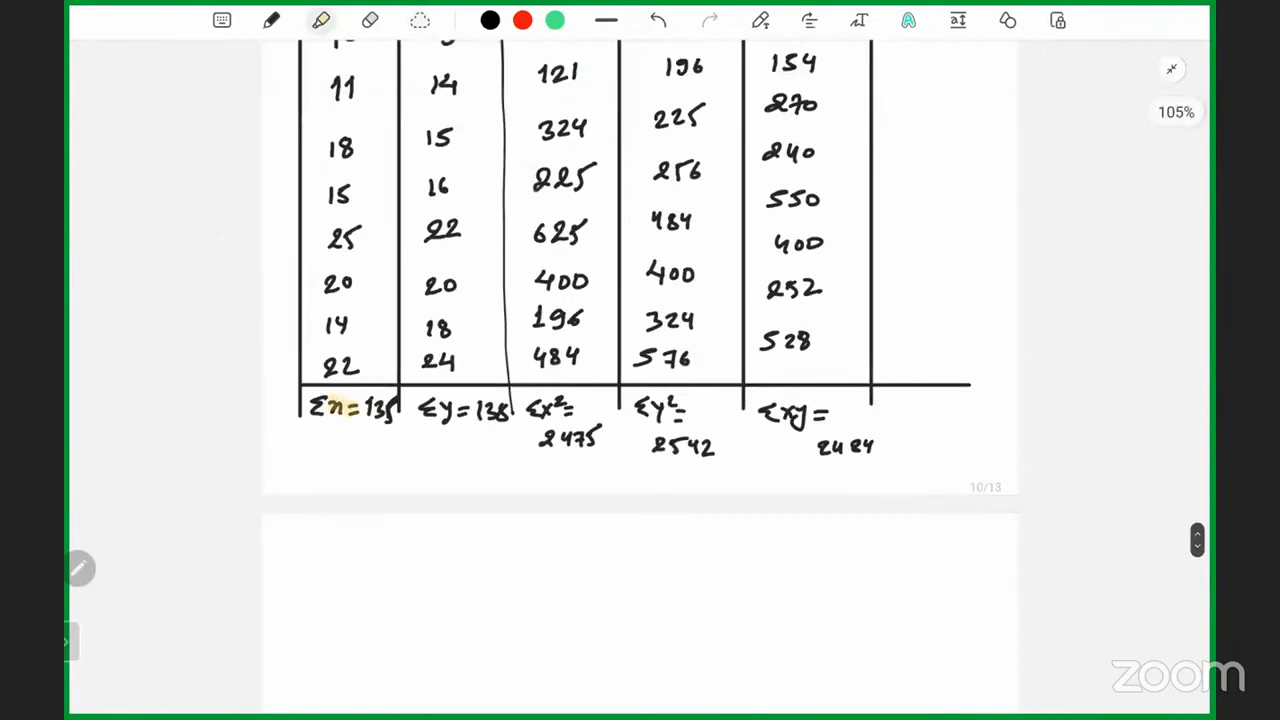 105%
11 14 121 196 154
18 15 324 225 270
15 16 225 256 240
25 22 625 484 550
20 20 400 400 400
14 18 196 324 252
22 24 484 576 528
Σn=135 Σy=138 Σx²= Σy²= Σxy=
2475 2542 2424
10/13
zoom